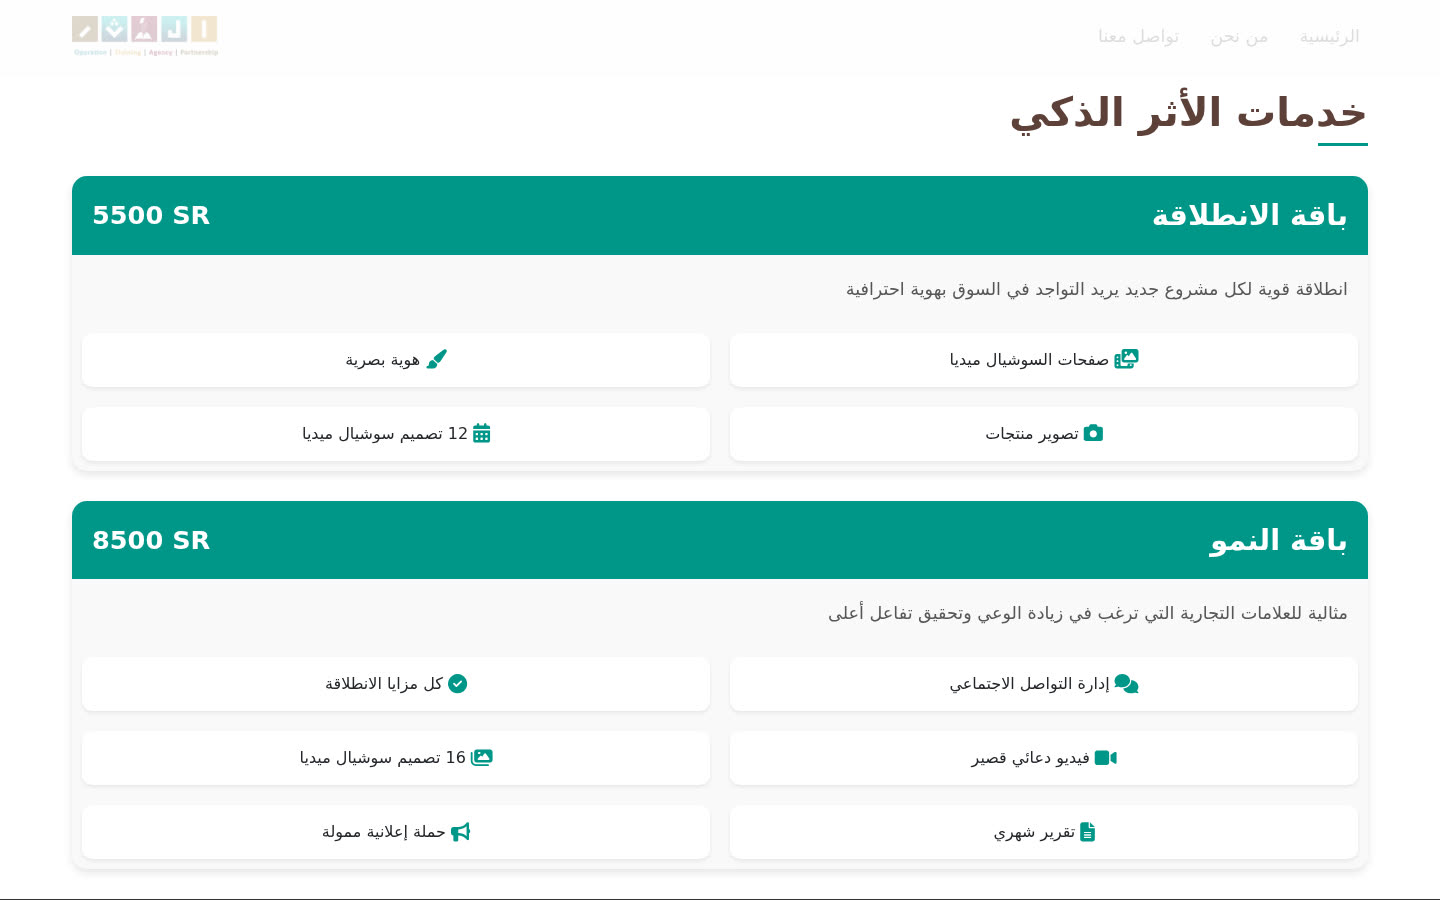 الرئيسية
من نحن
تواصل معنا
Operation | Training | Agency | Partnership
خدمات الأثر الذكي
باقة الانطلاقة
5500 SR
انطلاقة قوية لكل مشروع جديد يريد التواجد في السوق بهوية احترافية
صفحات السوشيال ميديا
هوية بصرية
تصوير منتجات
12 تصميم سوشيال ميديا
باقة النمو
8500 SR
مثالية للعلامات التجارية التي ترغب في زيادة الوعي وتحقيق تفاعل أعلى
إدارة التواصل الاجتماعي
كل مزايا الانطلاقة
فيديو دعائي قصير
16 تصميم سوشيال ميديا
تقرير شهري
حملة إعلانية ممولة